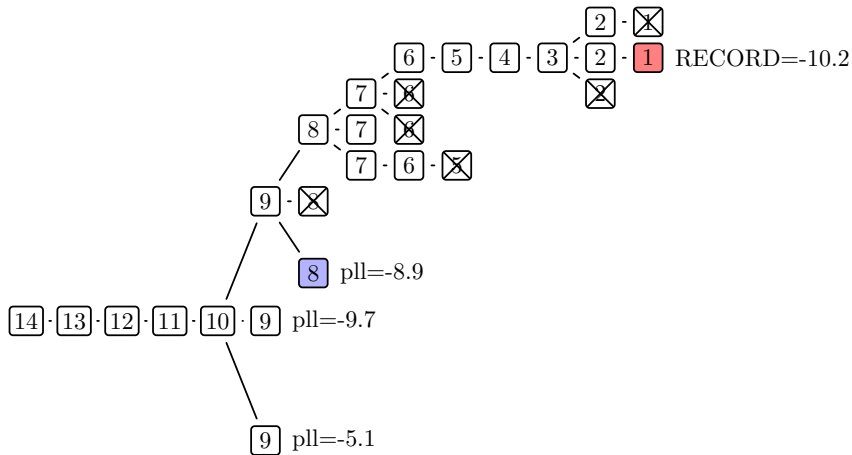 2 1
6 5 4 3 2 1 RECORD=-10.2
7 6 2
8 7 6
7 6 5
9 8
8 pll=-8.9
14 13 12 11 10 9 pll=-9.7
9 pll=-5.1